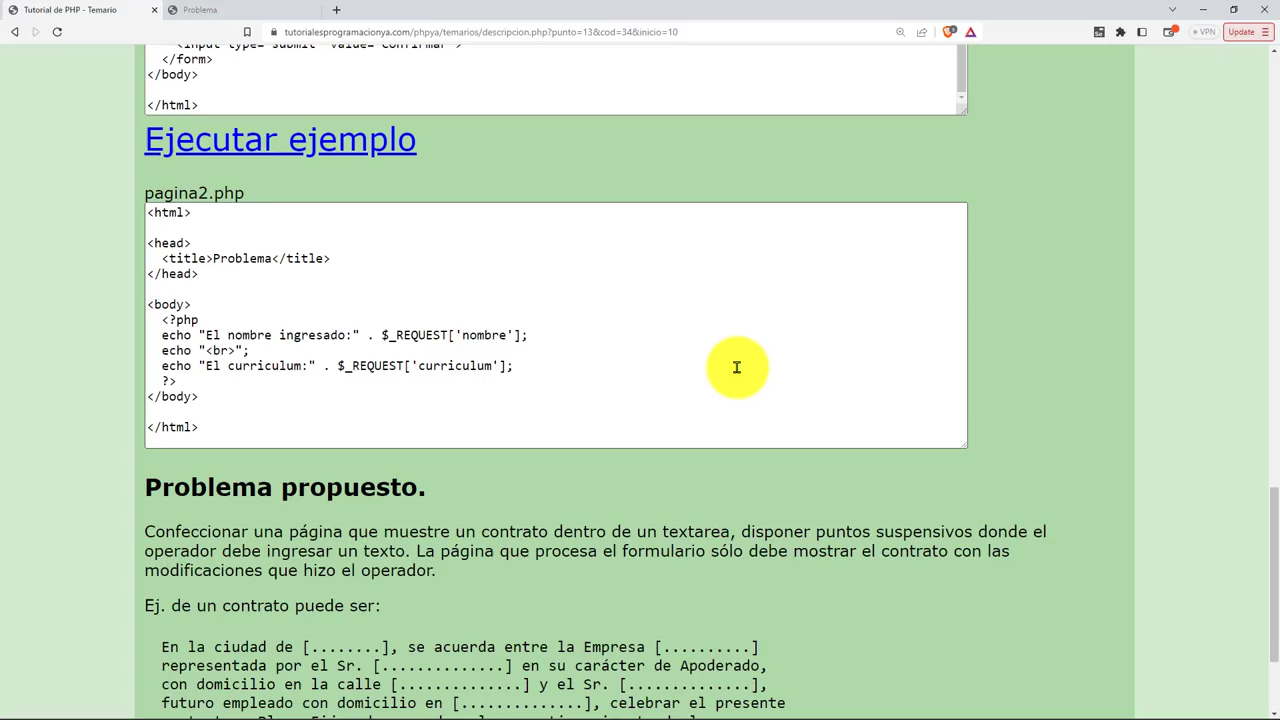 Tutorial de PHP - Temario
Problema
tutorialesprogramacionya.com/phpya/temarios/descripcion.php?punto=13&cod=34&inicio=10
VPN
Update
<input type="submit" value="Confirmar">
</form>
</body>
</html>
Ejecutar ejemplo
pagina2.php
<html>
<head>
<title>Problema</title>
</head>
<body>
<?php
echo "El nombre ingresado:" . $_REQUEST['nombre'];
echo "<br>";
echo "El curriculum:" . $_REQUEST['curriculum'];
?>
</body>
</html>
Problema propuesto.
Confeccionar una página que muestre un contrato dentro de un textarea, disponer puntos suspensivos donde el
operador debe ingresar un texto. La página que procesa el formulario sólo debe mostrar el contrato con las
modificaciones que hizo el operador.
Ej. de un contrato puede ser:
En la ciudad de [........], se acuerda entre la Empresa [..........]
representada por el Sr. [..............] en su carácter de Apoderado,
con domicilio en la calle [..............] y el Sr. [..............],
futuro empleado con domicilio en [..............], celebrar el presente